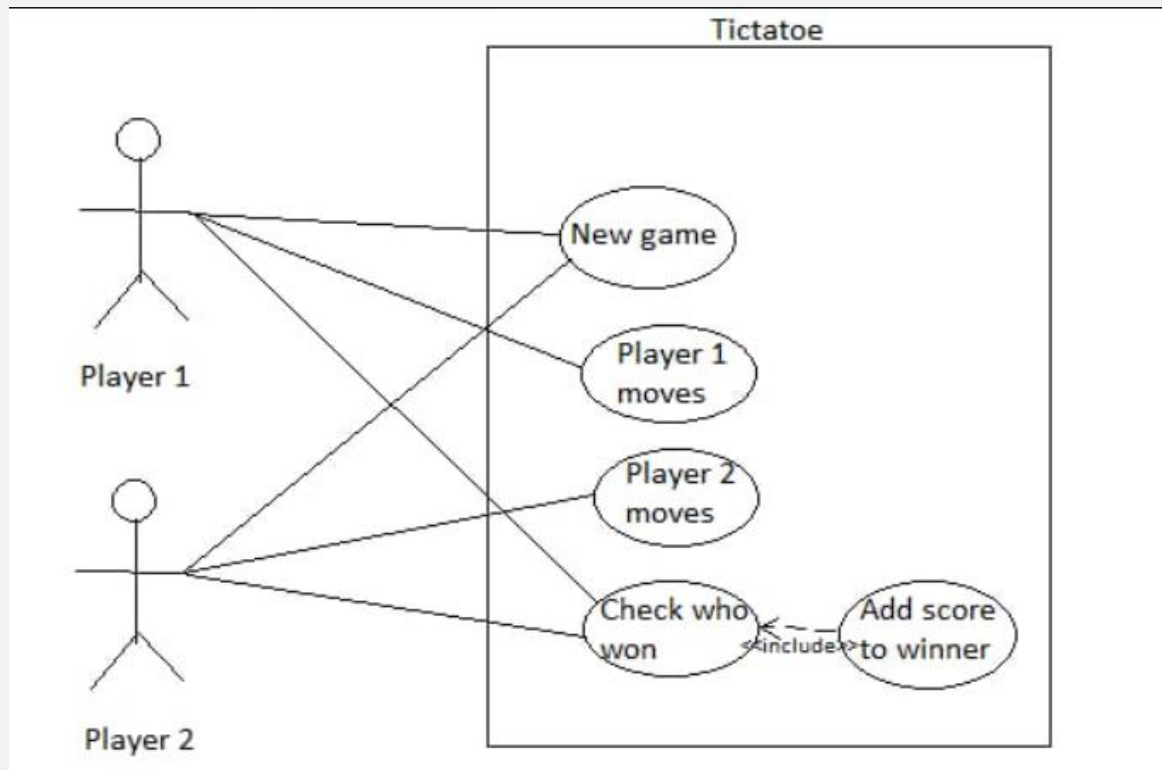 Tictatoe
New game
Player 1
moves
Player 1
Player 2
moves
Check who
won
<<include>>
Add score
to winner
Player 2